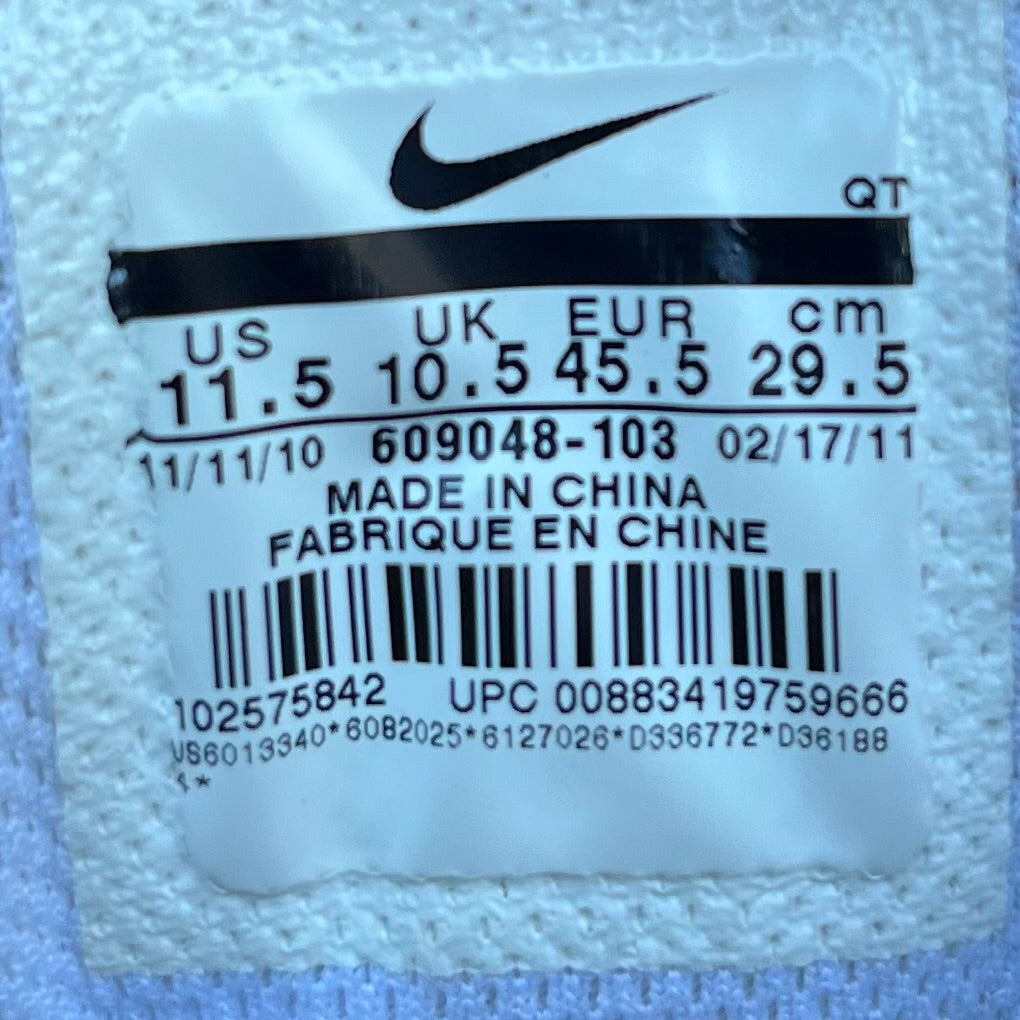 QT
US UK EUR cm
11.5 10.5 45.5 29.5
11/11/10 609048-103 02/17/11
MADE IN CHINA
FABRIQUE EN CHINE
102575842 UPC 00883419759666
US6013340*6082025*6127026*D336772*D36188
4*